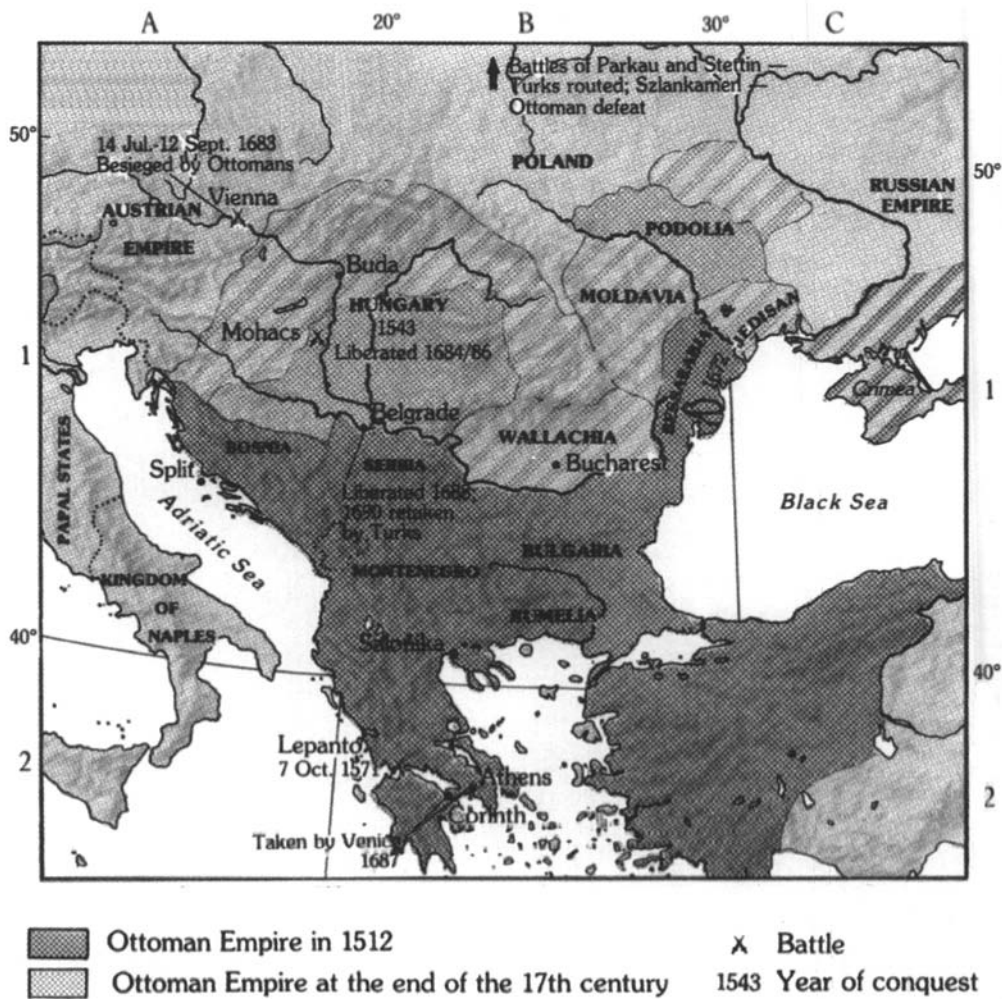 A 20° B 30° C
Battles of Parkau and Stettin —
Turks routed; Szlankamen —
Ottoman defeat
50°
14 Jul.-12 Sept. 1683
Besieged by Ottomans
POLAND
50°
Vienna
RUSSIAN
EMPIRE
AUSTRIAN
EMPIRE
PODOLIA
Buda
HUNGARY
1543
Liberated 1684/86
MOLDAVIA
Mohacs
BESSARABIA & JEDISAN
1672
1
Crimea
1
Belgrade
WALLACHIA
Bucharest
BOSNIA
SERBIA
Split
Liberated 1688;
1690 retaken
by Turks
PAPAL STATES
Adriatic Sea
Black Sea
BULGARIA
MONTENEGRO
KINGDOM
OF
NAPLES
RUMELIA
40°
Salonika
40°
Lepanto
7 Oct. 1571
2
Athens
2
Corinth
Taken by Venice
1687
Ottoman Empire in 1512
Battle
Ottoman Empire at the end of the 17th century
1543 Year of conquest